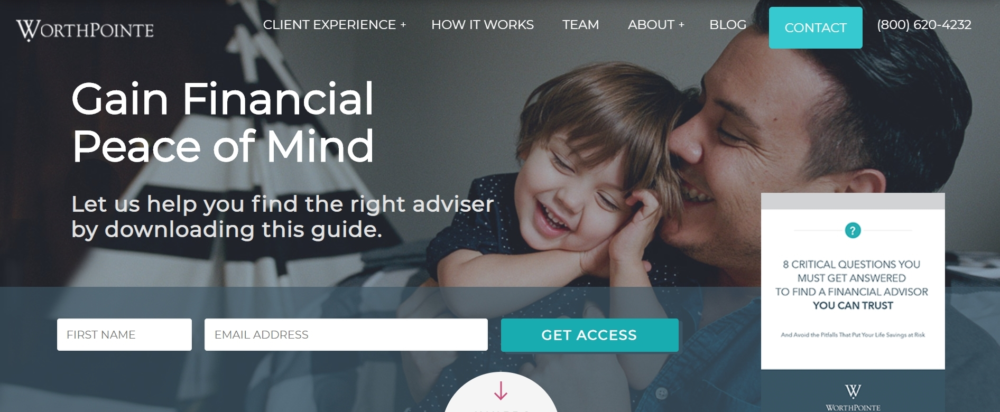 WORTHPOINTE
CLIENT EXPERIENCE +
HOW IT WORKS
TEAM
ABOUT +
BLOG
CONTACT
(800) 620-4232
Gain Financial
Peace of Mind
Let us help you find the right adviser
by downloading this guide.
FIRST NAME
EMAIL ADDRESS
GET ACCESS
?
8 CRITICAL QUESTIONS YOU
MUST GET ANSWERED
TO FIND A FINANCIAL ADVISOR
YOU CAN TRUST
And Avoid the Pitfalls That Put Your Life Savings at Risk
W
WORTHPOINTE